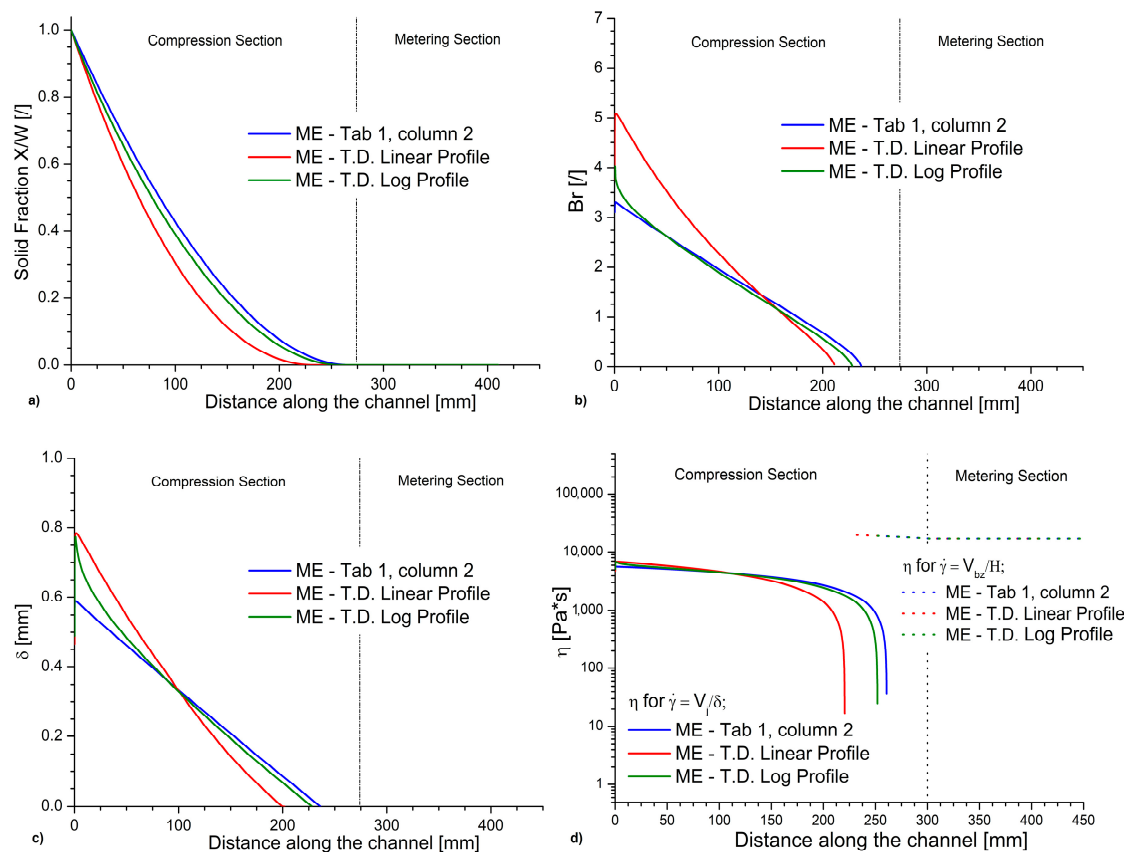 Compression Section
Metering Section
Solid Fraction X/W [/]
1.0
0.8
0.6
0.4
0.2
0.0
ME - Tab 1, column 2
ME - T.D. Linear Profile
ME - T.D. Log Profile
0
100
200
300
400
Distance along the channel [mm]
a)
Compression Section
Metering Section
Br [/]
7
6
5
4
3
2
1
0
ME - Tab 1, column 2
ME - T.D. Linear Profile
ME - T.D. Log Profile
0
100
200
300
400
Distance along the channel [mm]
b)
Compression Section
Metering Section
δ [mm]
1.0
0.8
0.6
0.4
0.2
0.0
ME - Tab 1, column 2
ME - T.D. Linear Profile
ME - T.D. Log Profile
0
100
200
300
400
Distance along the channel [mm]
c)
Compression Section
Metering Section
η [Pa*s]
100,000
10,000
1,000
100
10
1
η for γ̇ = V_bz/H;
ME - Tab 1, column 2
ME - T.D. Linear Profile
ME - T.D. Log Profile
η for γ̇ = V_l/δ;
ME - Tab 1, column 2
ME - T.D. Linear Profile
ME - T.D. Log Profile
0
50
100
150
200
250
300
350
400
450
Distance along the channel [mm]
d)